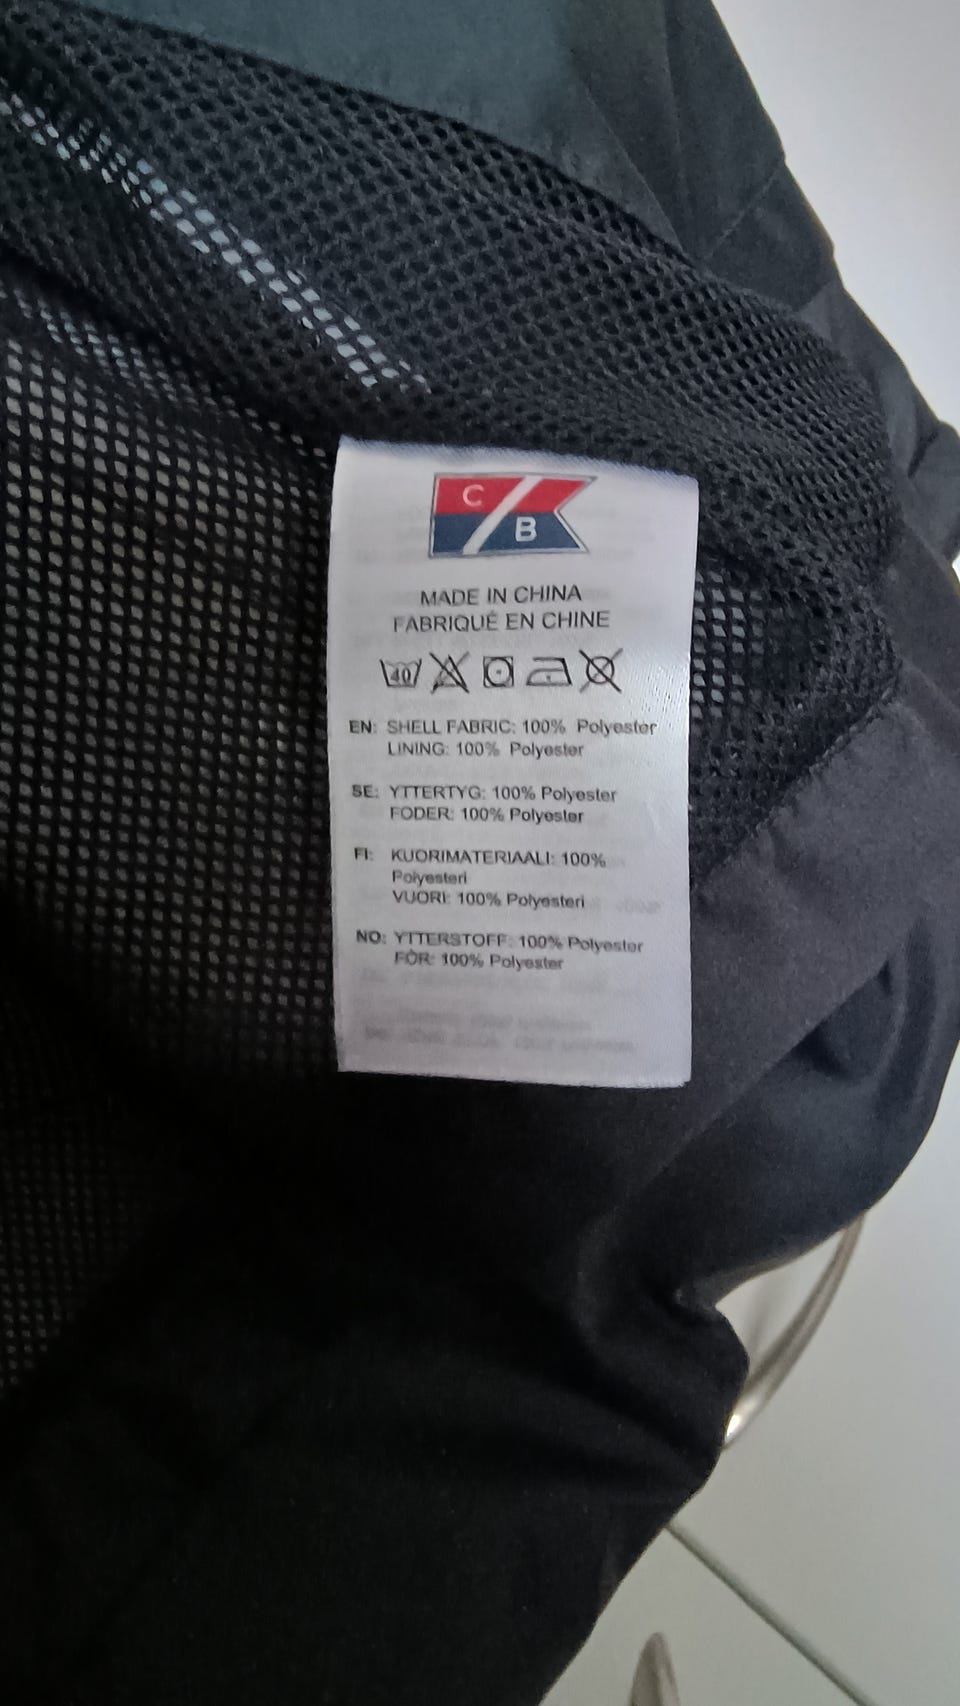 C
B
MADE IN CHINA
FABRIQUÉ EN CHINE
40
EN: SHELL FABRIC: 100% Polyester
LINING: 100% Polyester
SE: YTTERTYG: 100% Polyester
FODER: 100% Polyester
FI: KUORIMATERIAALI: 100%
Polyesteri
VUORI: 100% Polyesteri
NO: YTTERSTOFF: 100% Polyester
FÒR: 100% Polyester